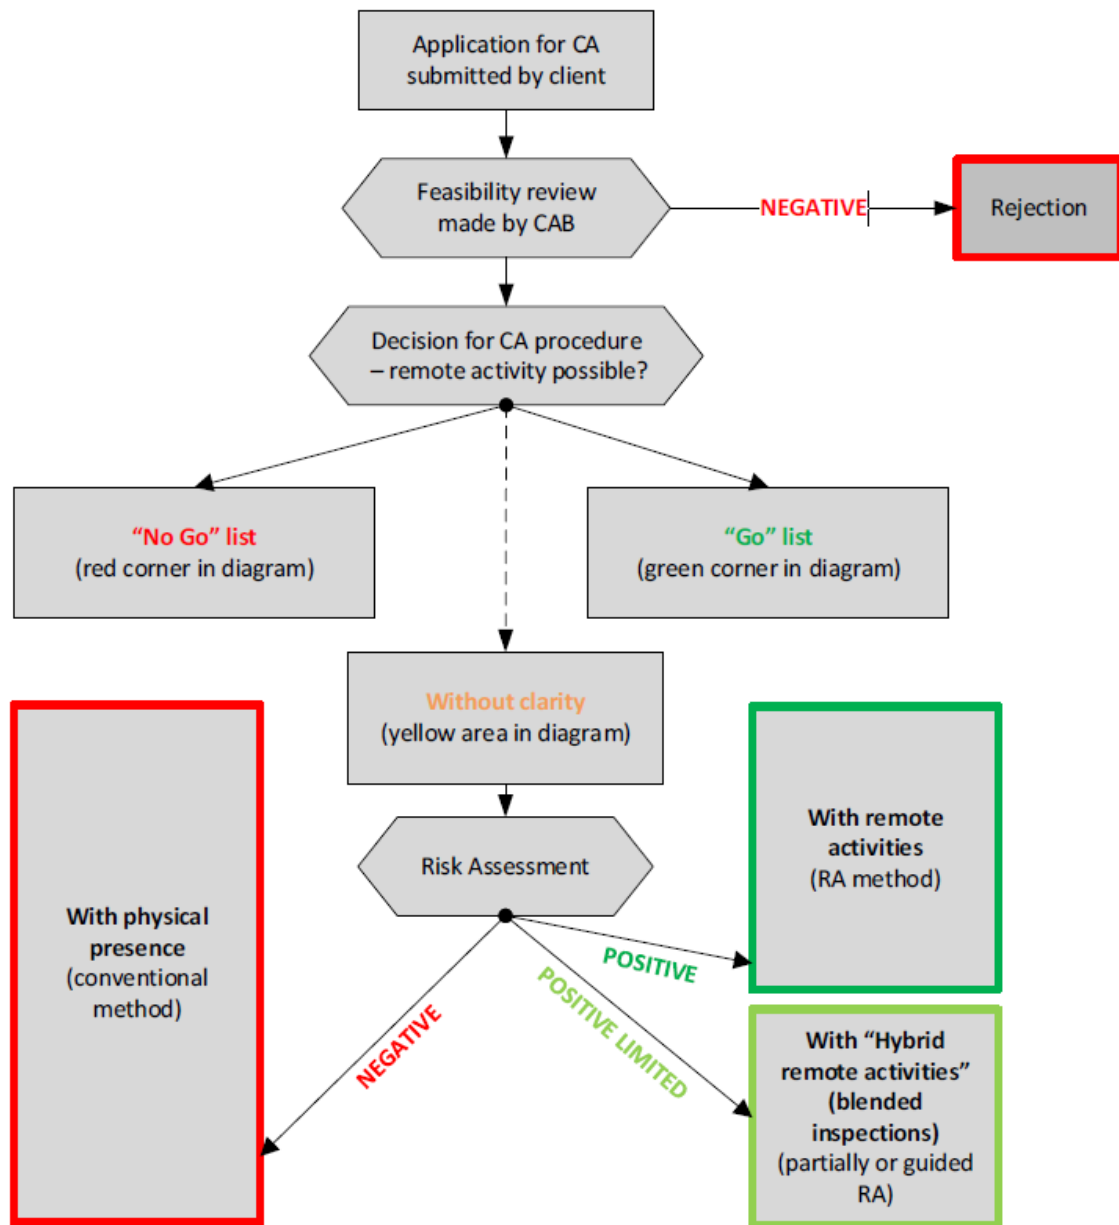 Application for CA
submitted by client
Feasibility review
made by CAB
NEGATIVE
Rejection
Decision for CA procedure
– remote activity possible?
“No Go” list
(red corner in diagram)
“Go” list
(green corner in diagram)
Without clarity
(yellow area in diagram)
Risk Assessment
With physical
presence
(conventional
method)
With remote
activities
(RA method)
POSITIVE
POSITIVE LIMITED
NEGATIVE
With “Hybrid
remote activities”
(blended
inspections)
(partially or guided
RA)